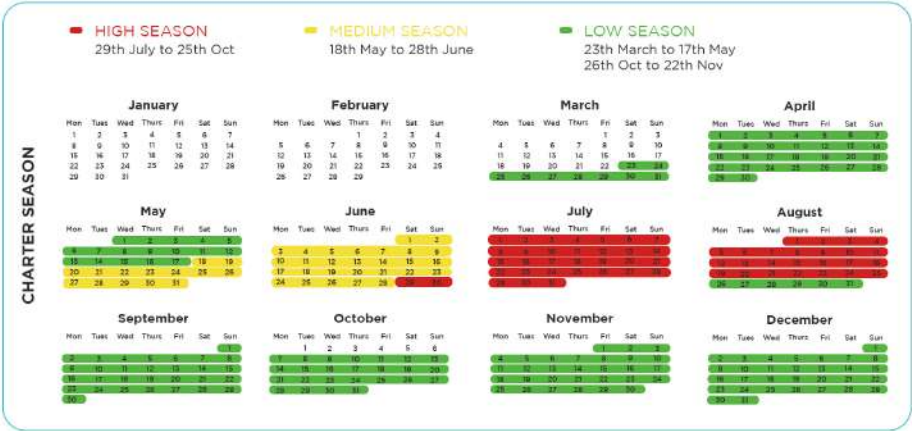 HIGH SEASON
29th July to 25th Oct
MEDIUM SEASON
18th May to 28th June
LOW SEASON
23th March to 17th May
26th Oct to 22th Nov
CHARTER SEASON
January
Mon Tues Wed Thurs Fri Sat Sun
1 2 3 4 5 6 7
8 9 10 11 12 13 14
15 16 17 18 19 20 21
22 23 24 25 26 27 28
29 30 31
February
Mon Tues Wed Thurs Fri Sat Sun
1 2 3 4
5 6 7 8 9 10 11
12 13 14 15 16 17 18
19 20 21 22 23 24 25
26 27 28 29
March
Mon Tues Wed Thurs Fri Sat Sun
1 2 3
4 5 6 7 8 9 10
11 12 13 14 15 16 17
18 19 20 21 22 23 24
25 26 27 28 29 30 31
April
Mon Tues Wed Thurs Fri Sat Sun
1 2 3 4 5 6 7
8 9 10 11 12 13 14
15 16 17 18 19 20 21
22 23 24 25 26 27 28
29 30
May
Mon Tues Wed Thurs Fri Sat Sun
1 2 3 4 5
6 7 8 9 10 11 12
13 14 15 16 17 18 19
20 21 22 23 24 25 26
27 28 29 30 31
June
Mon Tues Wed Thurs Fri Sat Sun
1 2
3 4 5 6 7 8 9
10 11 12 13 14 15 16
17 18 19 20 21 22 23
24 25 26 27 28 29 30
July
Mon Tues Wed Thurs Fri Sat Sun
1 2 3 4 5 6 7
8 9 10 11 12 13 14
15 16 17 18 19 20 21
22 23 24 25 26 27 28
29 30 31
August
Mon Tues Wed Thurs Fri Sat Sun
1 2 3 4
5 6 7 8 9 10 11
12 13 14 15 16 17 18
19 20 21 22 23 24 25
26 27 28 29 30 31
September
Mon Tues Wed Thurs Fri Sat Sun
1
2 3 4 5 6 7 8
9 10 11 12 13 14 15
16 17 18 19 20 21 22
23 24 25 26 27 28 29
30
October
Mon Tues Wed Thurs Fri Sat Sun
1 2 3 4 5 6
7 8 9 10 11 12 13
14 15 16 17 18 19 20
21 22 23 24 25 26 27
28 29 30 31
November
Mon Tues Wed Thurs Fri Sat Sun
1 2 3
4 5 6 7 8 9 10
11 12 13 14 15 16 17
18 19 20 21 22 23 24
25 26 27 28 29 30
December
Mon Tues Wed Thurs Fri Sat Sun
1
2 3 4 5 6 7 8
9 10 11 12 13 14 15
16 17 18 19 20 21 22
23 24 25 26 27 28 29
30 31